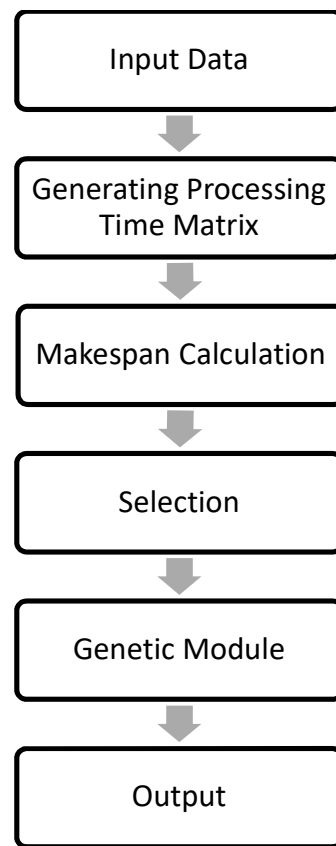 Input Data
Generating Processing
Time Matrix
Makespan Calculation
Selection
Genetic Module
Output